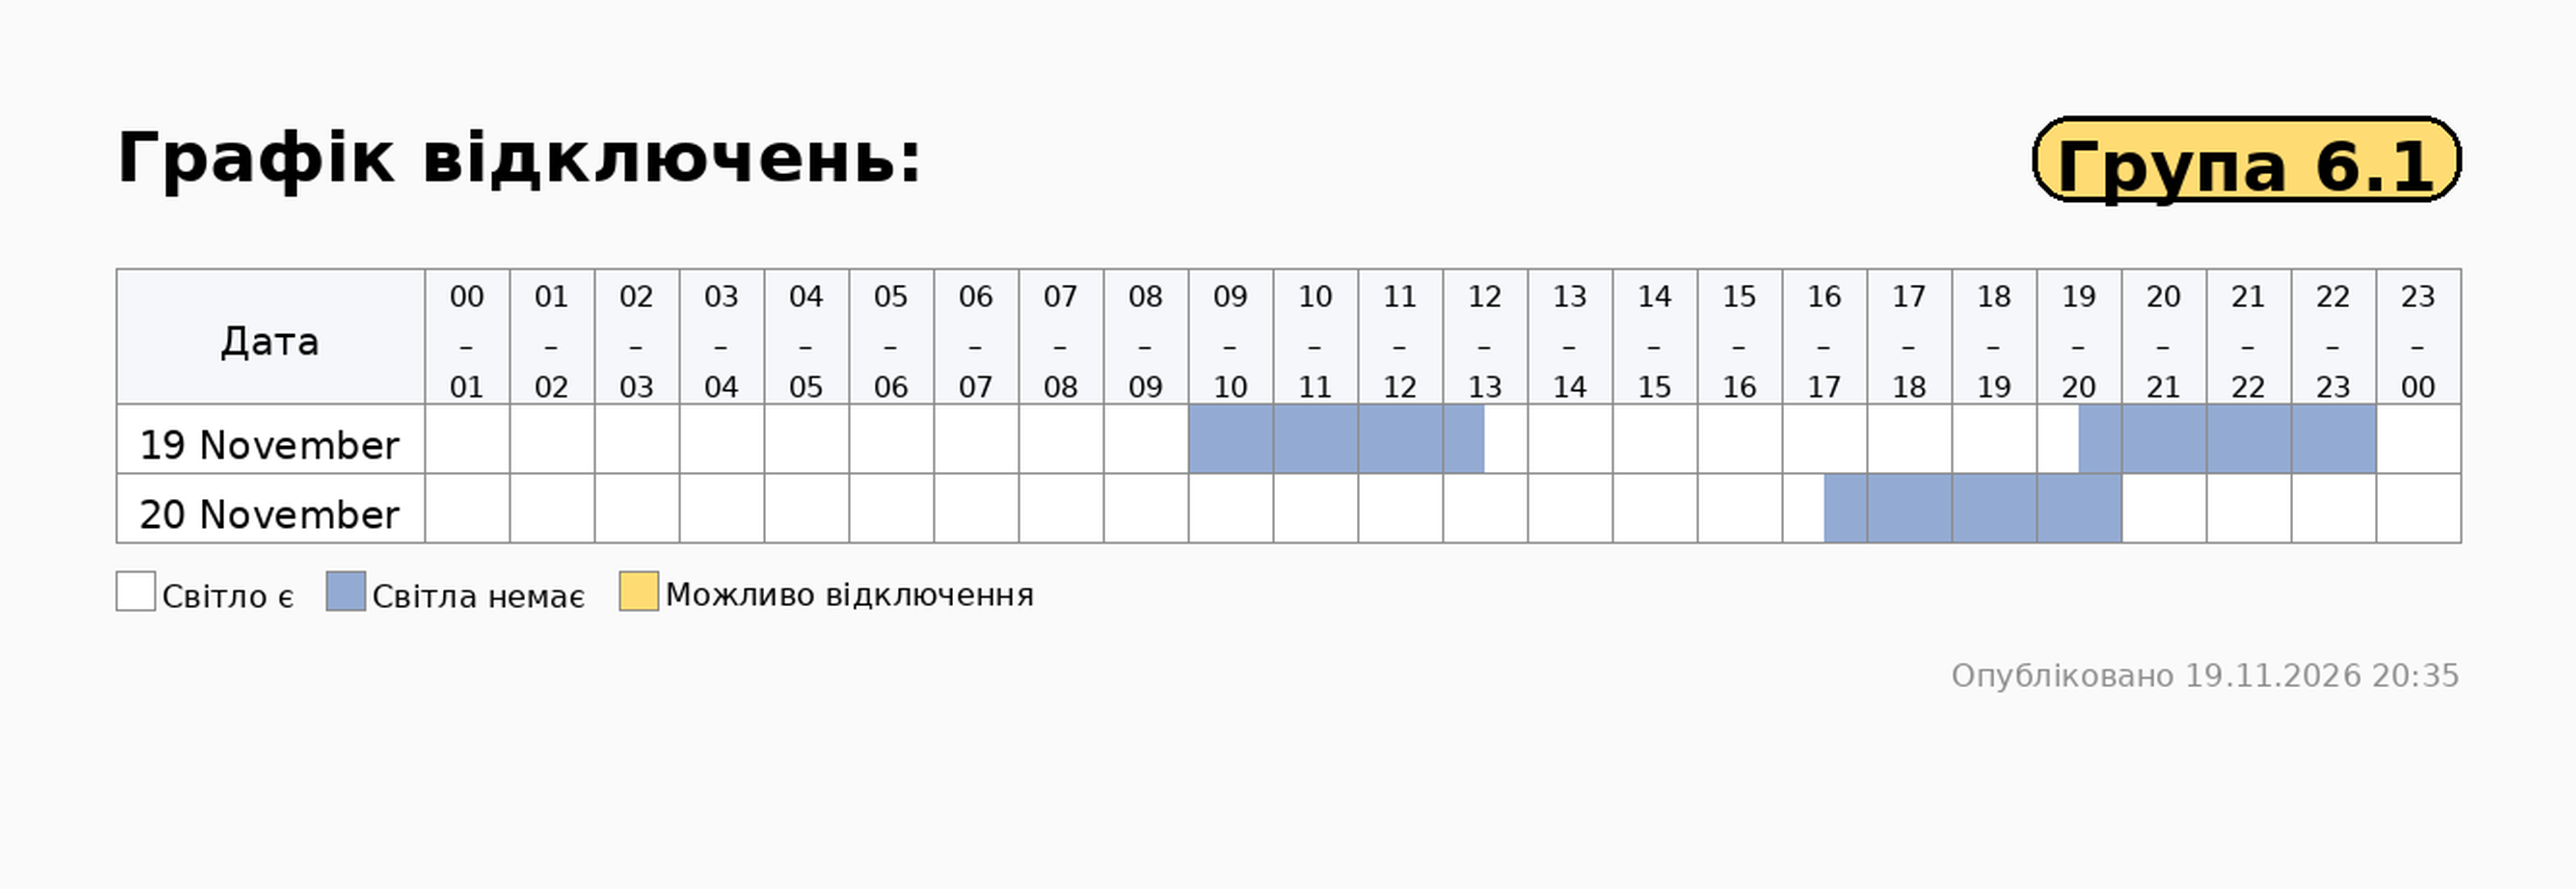 Графік відключень:
Група 6.1
Дата
00 – 01
01 – 02
02 – 03
03 – 04
04 – 05
05 – 06
06 – 07
07 – 08
08 – 09
09 – 10
10 – 11
11 – 12
12 – 13
13 – 14
14 – 15
15 – 16
16 – 17
17 – 18
18 – 19
19 – 20
20 – 21
21 – 22
22 – 23
23 – 00
19 November
20 November
Світло є
Світла немає
Можливо відключення
Опубліковано 19.11.2026 20:35